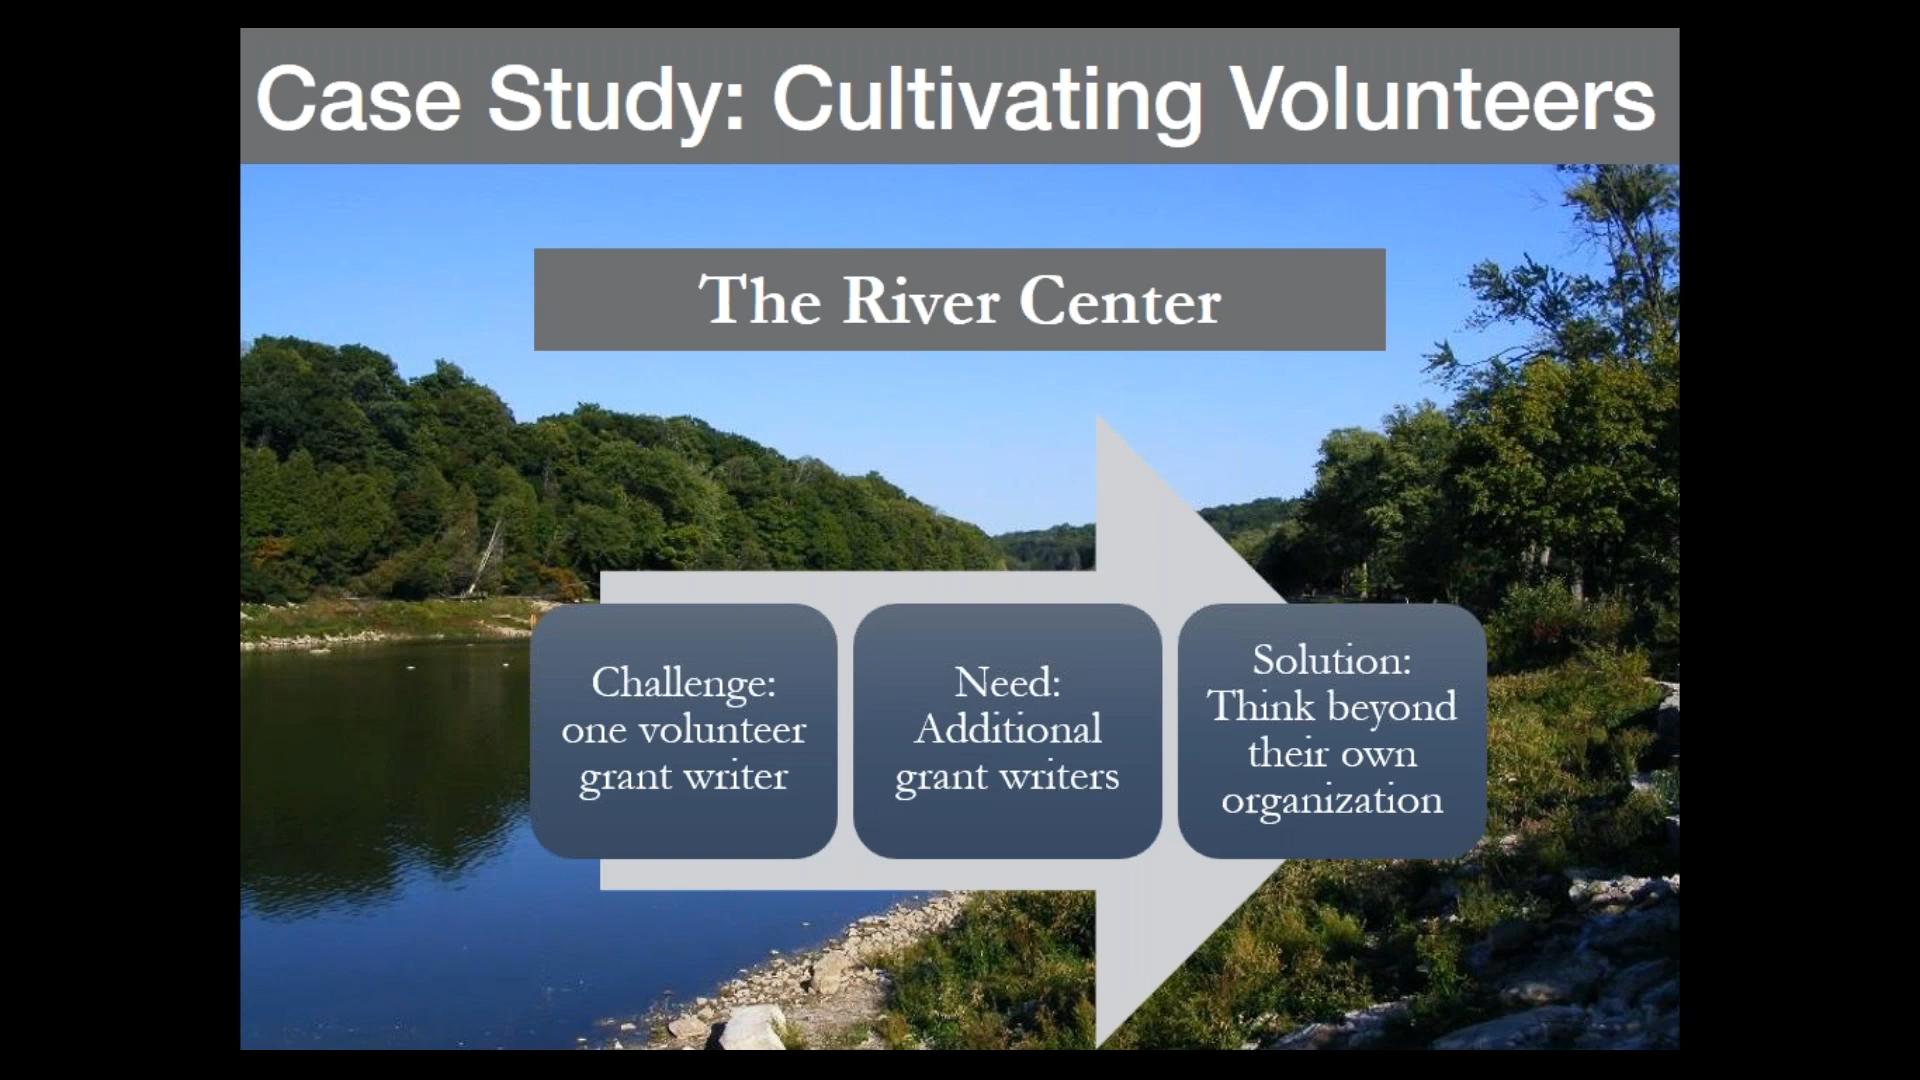 Case Study: Cultivating Volunteers
The River Center
Challenge:
one volunteer
grant writer
Need:
Additional
grant writers
Solution:
Think beyond
their own
organization